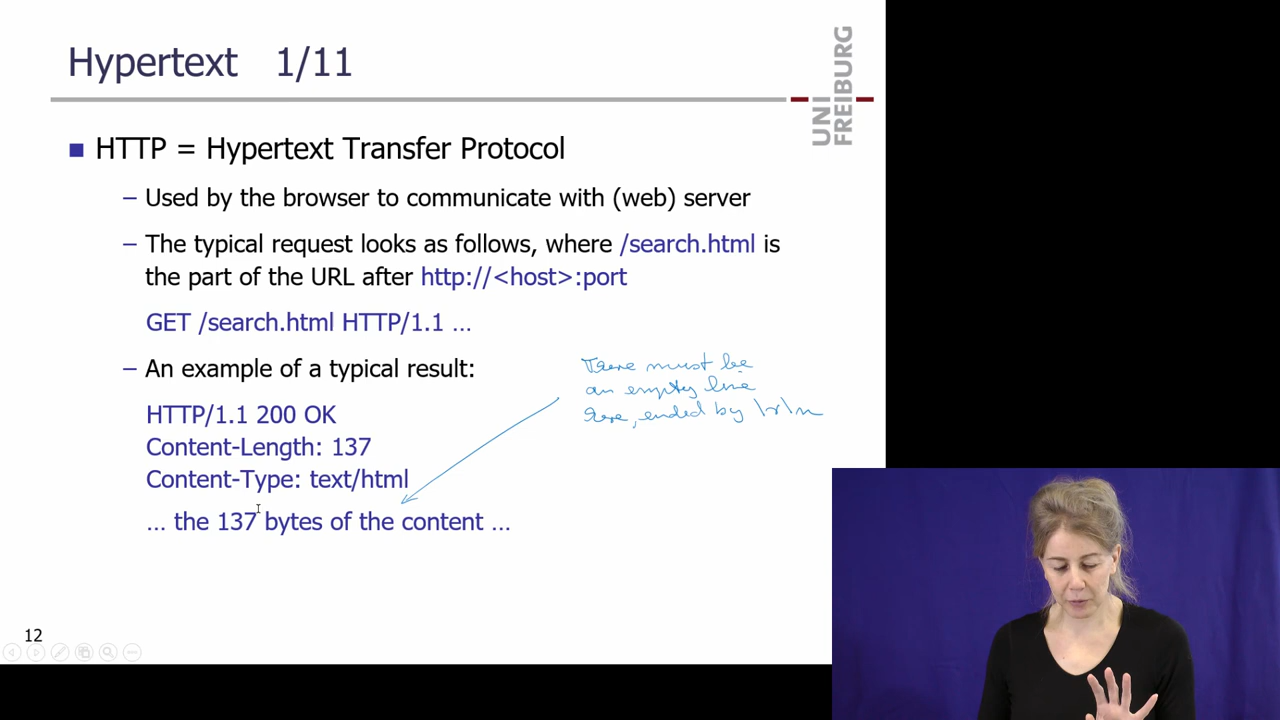 Hypertext 1/11
UNI
FREIBURG
■ HTTP = Hypertext Transfer Protocol
– Used by the browser to communicate with (web) server
– The typical request looks as follows, where /search.html is
the part of the URL after http://<host>:port
GET /search.html HTTP/1.1 …
– An example of a typical result:
There must be
an empty line
here, ended by \r\n
HTTP/1.1 200 OK
Content-Length: 137
Content-Type: text/html
… the 137 bytes of the content …
12